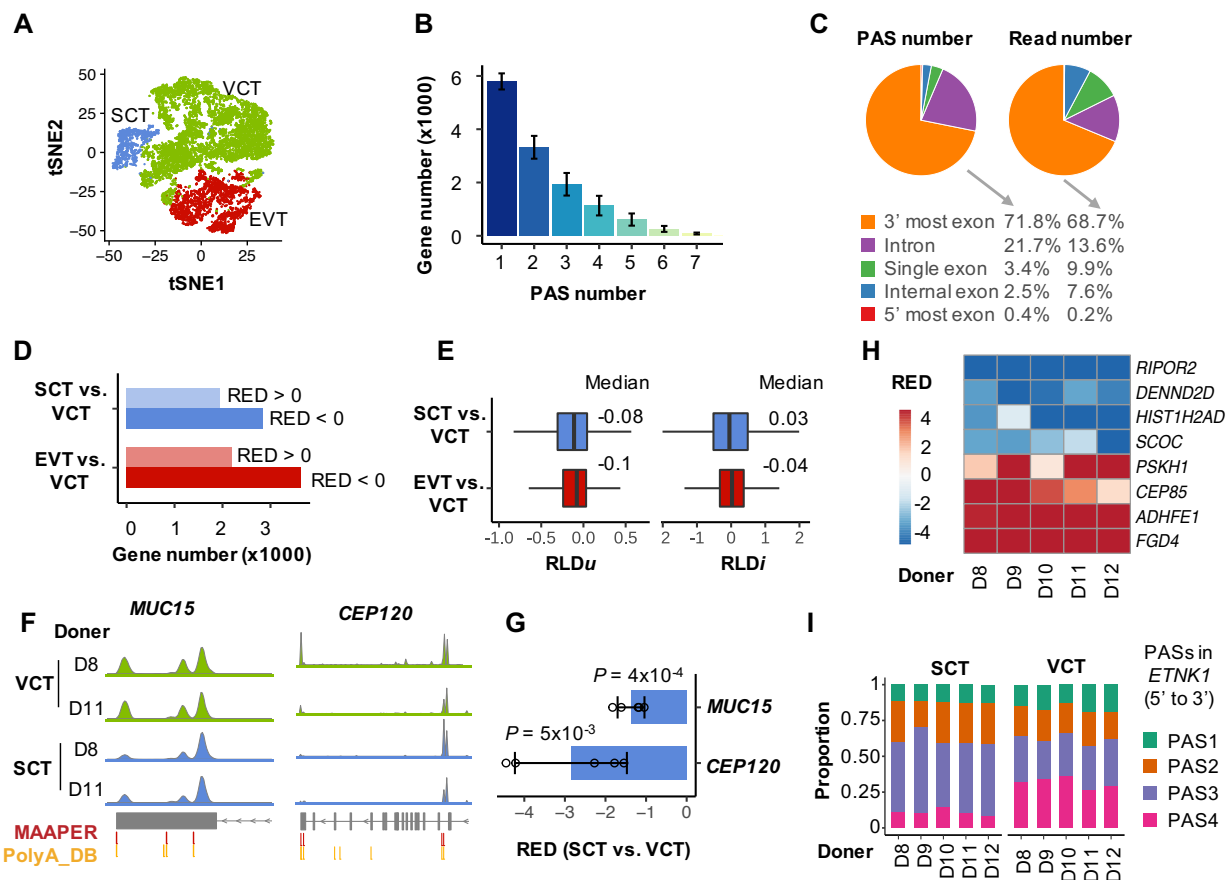 A
VCT
SCT
EVT
50
25
0
−25
−50
−50 −25 0 25
tSNE2
tSNE1
B
Gene number (x1000)
6
4
2
0
1 2 3 4 5 6 7
PAS number
C
PAS number Read number
3’ most exon 71.8% 68.7%
Intron 21.7% 13.6%
Single exon 3.4% 9.9%
Internal exon 2.5% 7.6%
5’ most exon 0.4% 0.2%
D
SCT vs. VCT
RED > 0
RED < 0
EVT vs. VCT
RED > 0
RED < 0
0 1 2 3
Gene number (x1000)
E
Median Median
SCT vs. VCT
-0.08 0.03
EVT vs. VCT
-0.1 -0.04
-1.0 -0.5 0.0 0.5
2 1 0 1 2
RLDu RLDi
H
RED
4
2
0
−2
−4
RIPOR2
DENND2D
HIST1H2AD
SCOC
PSKH1
CEP85
ADHFE1
FGD4
Doner D8 D9 D10 D11 D12
F
MUC15 CEP120
Doner
VCT
D8
D11
SCT
D8
D11
MAAPER
PolyA_DB
G
P = 4x10-4
MUC15
P = 5x10-3
CEP120
−4 −3 −2 −1 0
RED (SCT vs. VCT)
I
SCT VCT
Proportion
1
0.75
0.50
0.25
0
Doner D8 D9 D10 D11 D12 D8 D9 D10 D11 D12
PASs in
ETNK1
(5’ to 3’)
PAS1
PAS2
PAS3
PAS4